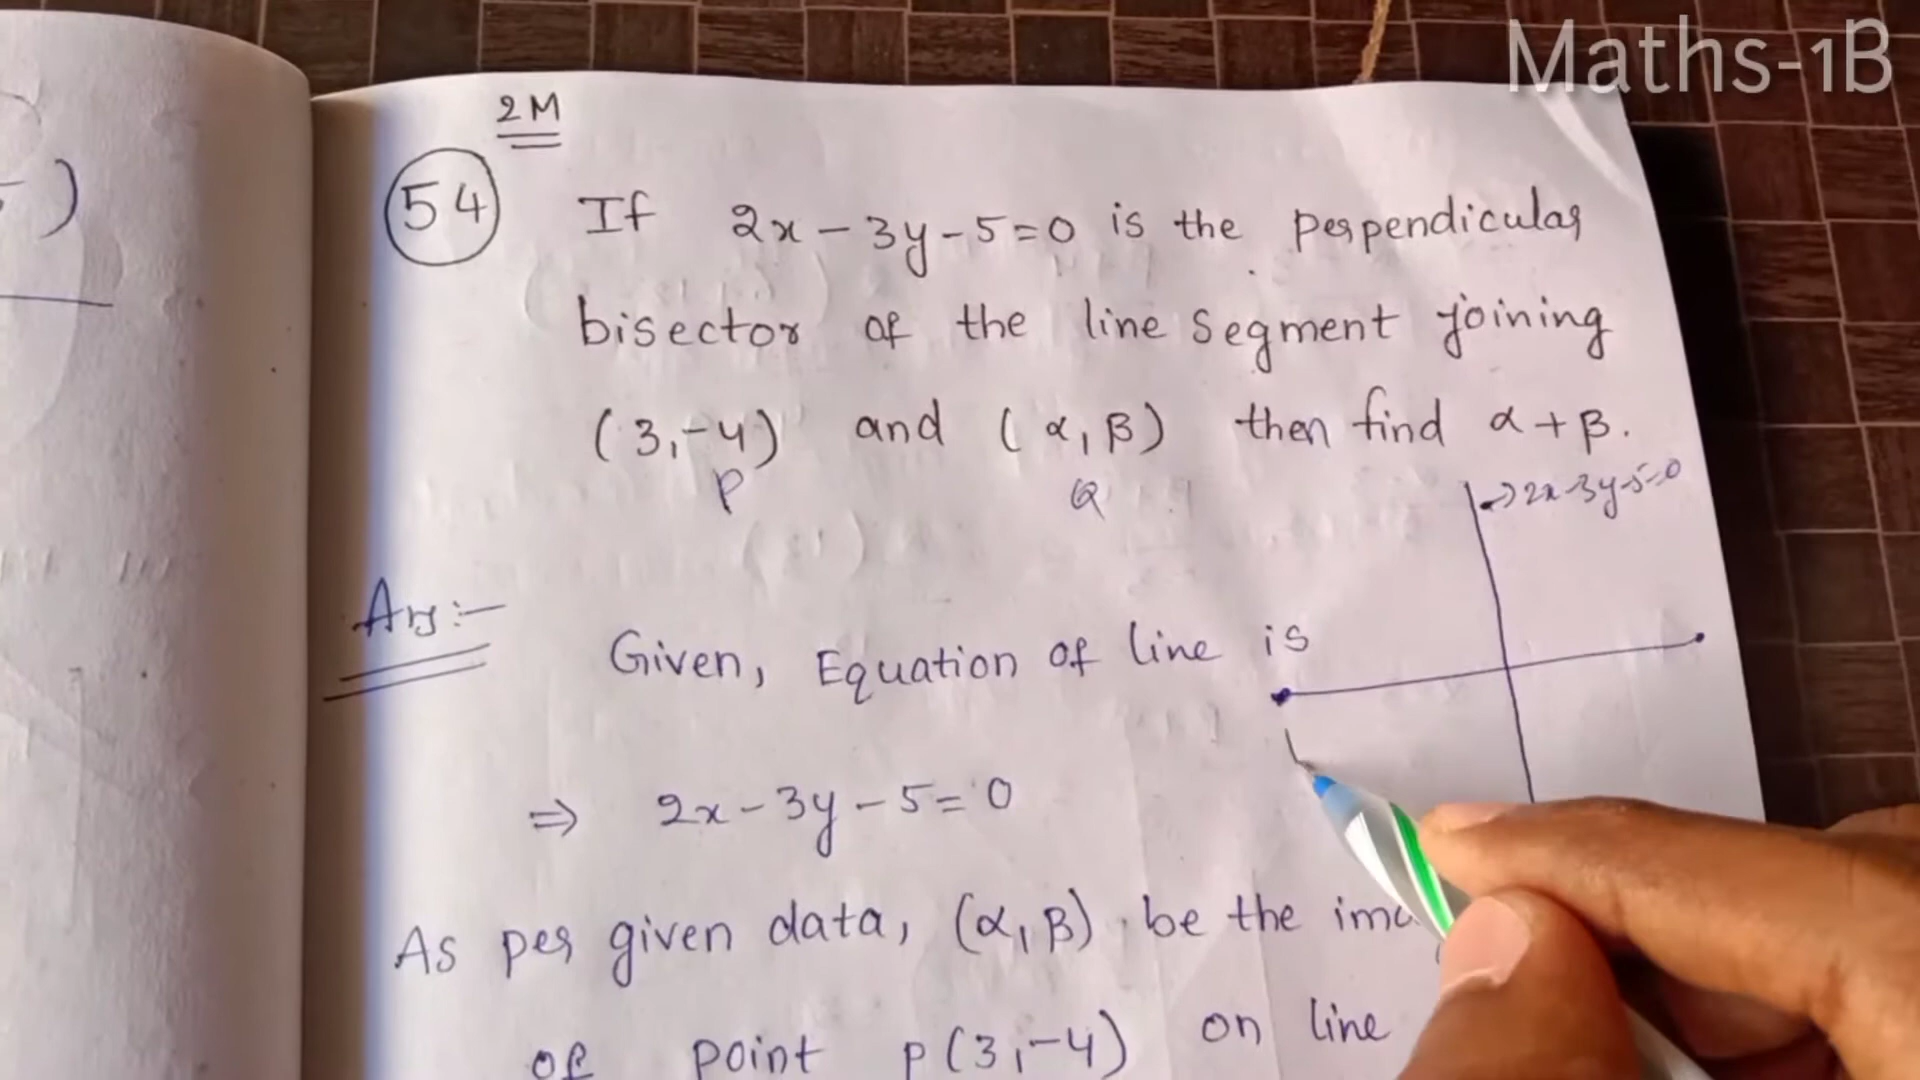 Maths-1B
2M
54 If 2x-3y-5=0 is the perpendicular
bisector of the line segment joining
(3,-4) and (α,β) then find α+β.
P Q
→2x-3y-5=0
Ans:-
Given, Equation of line is
⇒ 2x-3y-5=0
As per given data, (α,β) be the
of point P(3,-4) on line
)